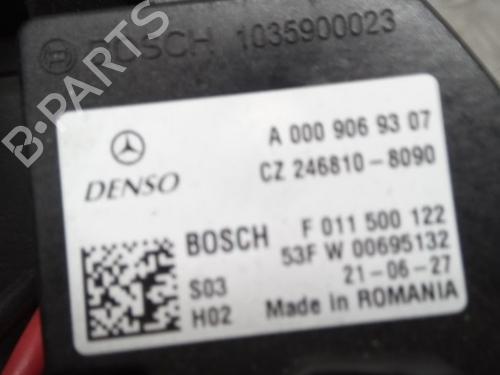 BOSCH 1035900023
A 000 906 93 07
CZ 246810-8090
DENSO
BOSCH
F 011 500 122
53F W 00695132
21-06-27
S03
H02 Made in ROMANIA
B-PARTS